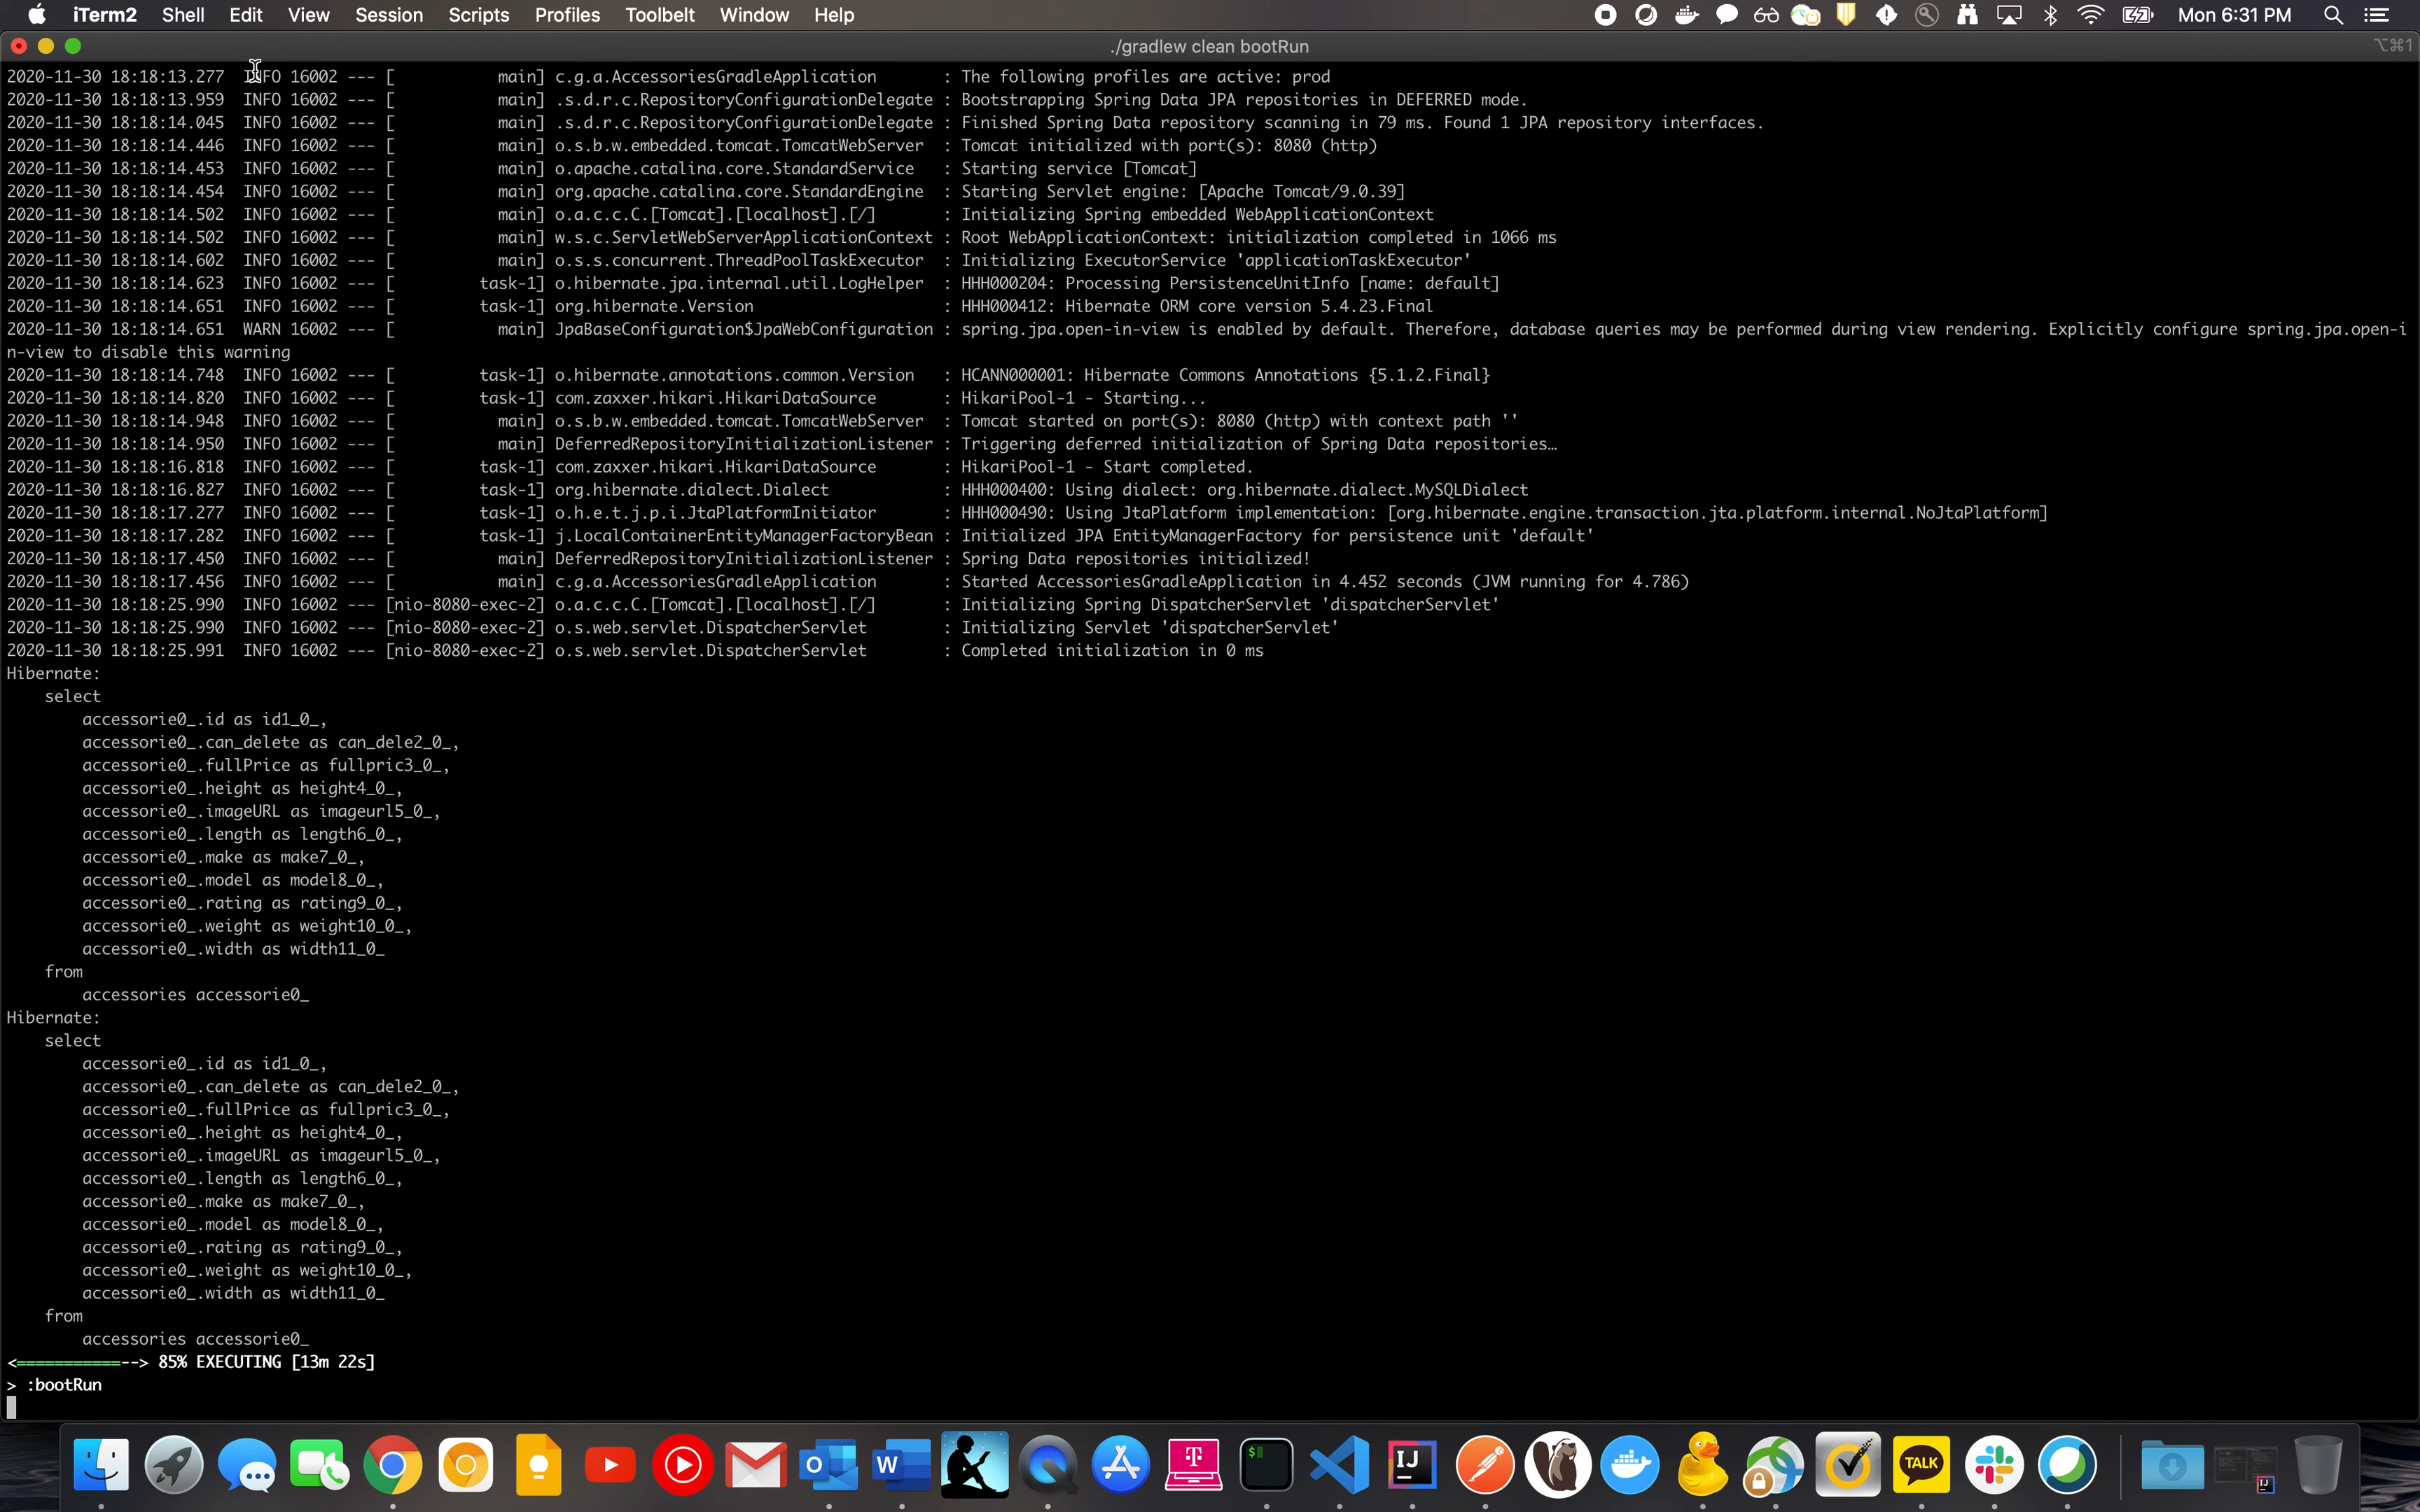 iTerm2 Shell Edit View Session Scripts Profiles Toolbelt Window Help Mon 6:31 PM
./gradlew clean bootRun ⌥⌘1
2020-11-30 18:18:13.277  INFO 16002 --- [           main] c.g.a.AccessoriesGradleApplication       : The following profiles are active: prod
2020-11-30 18:18:13.959  INFO 16002 --- [           main] .s.d.r.c.RepositoryConfigurationDelegate : Bootstrapping Spring Data JPA repositories in DEFERRED mode.
2020-11-30 18:18:14.045  INFO 16002 --- [           main] .s.d.r.c.RepositoryConfigurationDelegate : Finished Spring Data repository scanning in 79 ms. Found 1 JPA repository interfaces.
2020-11-30 18:18:14.446  INFO 16002 --- [           main] o.s.b.w.embedded.tomcat.TomcatWebServer  : Tomcat initialized with port(s): 8080 (http)
2020-11-30 18:18:14.453  INFO 16002 --- [           main] o.apache.catalina.core.StandardService   : Starting service [Tomcat]
2020-11-30 18:18:14.454  INFO 16002 --- [           main] org.apache.catalina.core.StandardEngine  : Starting Servlet engine: [Apache Tomcat/9.0.39]
2020-11-30 18:18:14.502  INFO 16002 --- [           main] o.a.c.c.C.[Tomcat].[localhost].[/]       : Initializing Spring embedded WebApplicationContext
2020-11-30 18:18:14.502  INFO 16002 --- [           main] w.s.c.ServletWebServerApplicationContext : Root WebApplicationContext: initialization completed in 1066 ms
2020-11-30 18:18:14.602  INFO 16002 --- [           main] o.s.s.concurrent.ThreadPoolTaskExecutor  : Initializing ExecutorService 'applicationTaskExecutor'
2020-11-30 18:18:14.623  INFO 16002 --- [         task-1] o.hibernate.jpa.internal.util.LogHelper  : HHH000204: Processing PersistenceUnitInfo [name: default]
2020-11-30 18:18:14.651  INFO 16002 --- [         task-1] org.hibernate.Version                    : HHH000412: Hibernate ORM core version 5.4.23.Final
2020-11-30 18:18:14.651  WARN 16002 --- [           main] JpaBaseConfiguration$JpaWebConfiguration : spring.jpa.open-in-view is enabled by default. Therefore, database queries may be performed during view rendering. Explicitly configure spring.jpa.open-i
n-view to disable this warning
2020-11-30 18:18:14.748  INFO 16002 --- [         task-1] o.hibernate.annotations.common.Version   : HCANN000001: Hibernate Commons Annotations {5.1.2.Final}
2020-11-30 18:18:14.820  INFO 16002 --- [         task-1] com.zaxxer.hikari.HikariDataSource       : HikariPool-1 - Starting...
2020-11-30 18:18:14.948  INFO 16002 --- [           main] o.s.b.w.embedded.tomcat.TomcatWebServer  : Tomcat started on port(s): 8080 (http) with context path ''
2020-11-30 18:18:14.950  INFO 16002 --- [           main] DeferredRepositoryInitializationListener : Triggering deferred initialization of Spring Data repositories…
2020-11-30 18:18:16.818  INFO 16002 --- [         task-1] com.zaxxer.hikari.HikariDataSource       : HikariPool-1 - Start completed.
2020-11-30 18:18:16.827  INFO 16002 --- [         task-1] org.hibernate.dialect.Dialect            : HHH000400: Using dialect: org.hibernate.dialect.MySQLDialect
2020-11-30 18:18:17.277  INFO 16002 --- [         task-1] o.h.e.t.j.p.i.JtaPlatformInitiator       : HHH000490: Using JtaPlatform implementation: [org.hibernate.engine.transaction.jta.platform.internal.NoJtaPlatform]
2020-11-30 18:18:17.282  INFO 16002 --- [         task-1] j.LocalContainerEntityManagerFactoryBean : Initialized JPA EntityManagerFactory for persistence unit 'default'
2020-11-30 18:18:17.450  INFO 16002 --- [           main] DeferredRepositoryInitializationListener : Spring Data repositories initialized!
2020-11-30 18:18:17.456  INFO 16002 --- [           main] c.g.a.AccessoriesGradleApplication       : Started AccessoriesGradleApplication in 4.452 seconds (JVM running for 4.786)
2020-11-30 18:18:25.990  INFO 16002 --- [nio-8080-exec-2] o.a.c.c.C.[Tomcat].[localhost].[/]       : Initializing Spring DispatcherServlet 'dispatcherServlet'
2020-11-30 18:18:25.990  INFO 16002 --- [nio-8080-exec-2] o.s.web.servlet.DispatcherServlet        : Initializing Servlet 'dispatcherServlet'
2020-11-30 18:18:25.991  INFO 16002 --- [nio-8080-exec-2] o.s.web.servlet.DispatcherServlet        : Completed initialization in 0 ms
Hibernate:
    select
        accessorie0_.id as id1_0_,
        accessorie0_.can_delete as can_dele2_0_,
        accessorie0_.fullPrice as fullpric3_0_,
        accessorie0_.height as height4_0_,
        accessorie0_.imageURL as imageurl5_0_,
        accessorie0_.length as length6_0_,
        accessorie0_.make as make7_0_,
        accessorie0_.model as model8_0_,
        accessorie0_.rating as rating9_0_,
        accessorie0_.weight as weight10_0_,
        accessorie0_.width as width11_0_
    from
        accessories accessorie0_
Hibernate:
    select
        accessorie0_.id as id1_0_,
        accessorie0_.can_delete as can_dele2_0_,
        accessorie0_.fullPrice as fullpric3_0_,
        accessorie0_.height as height4_0_,
        accessorie0_.imageURL as imageurl5_0_,
        accessorie0_.length as length6_0_,
        accessorie0_.make as make7_0_,
        accessorie0_.model as model8_0_,
        accessorie0_.rating as rating9_0_,
        accessorie0_.weight as weight10_0_,
        accessorie0_.width as width11_0_
    from
        accessories accessorie0_
<===========--> 85% EXECUTING [13m 22s]
> :bootRun
O W T $ IJ TALK IJ